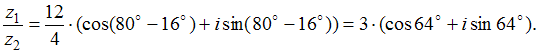 z₁/z₂ = 12/4 · (cos(80° − 16°) + i sin(80° − 16°)) = 3 · (cos 64° + i sin 64°).